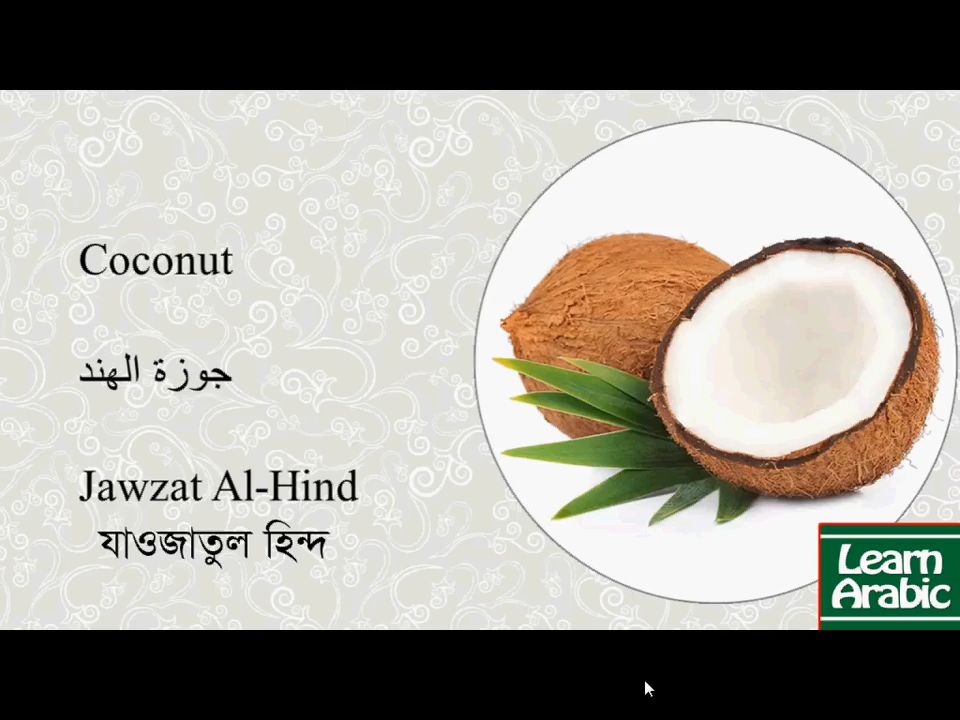 Coconut
جوزة الهند
Jawzat Al-Hind
যাওজাতুল হিন্দ
Learn
Arabic